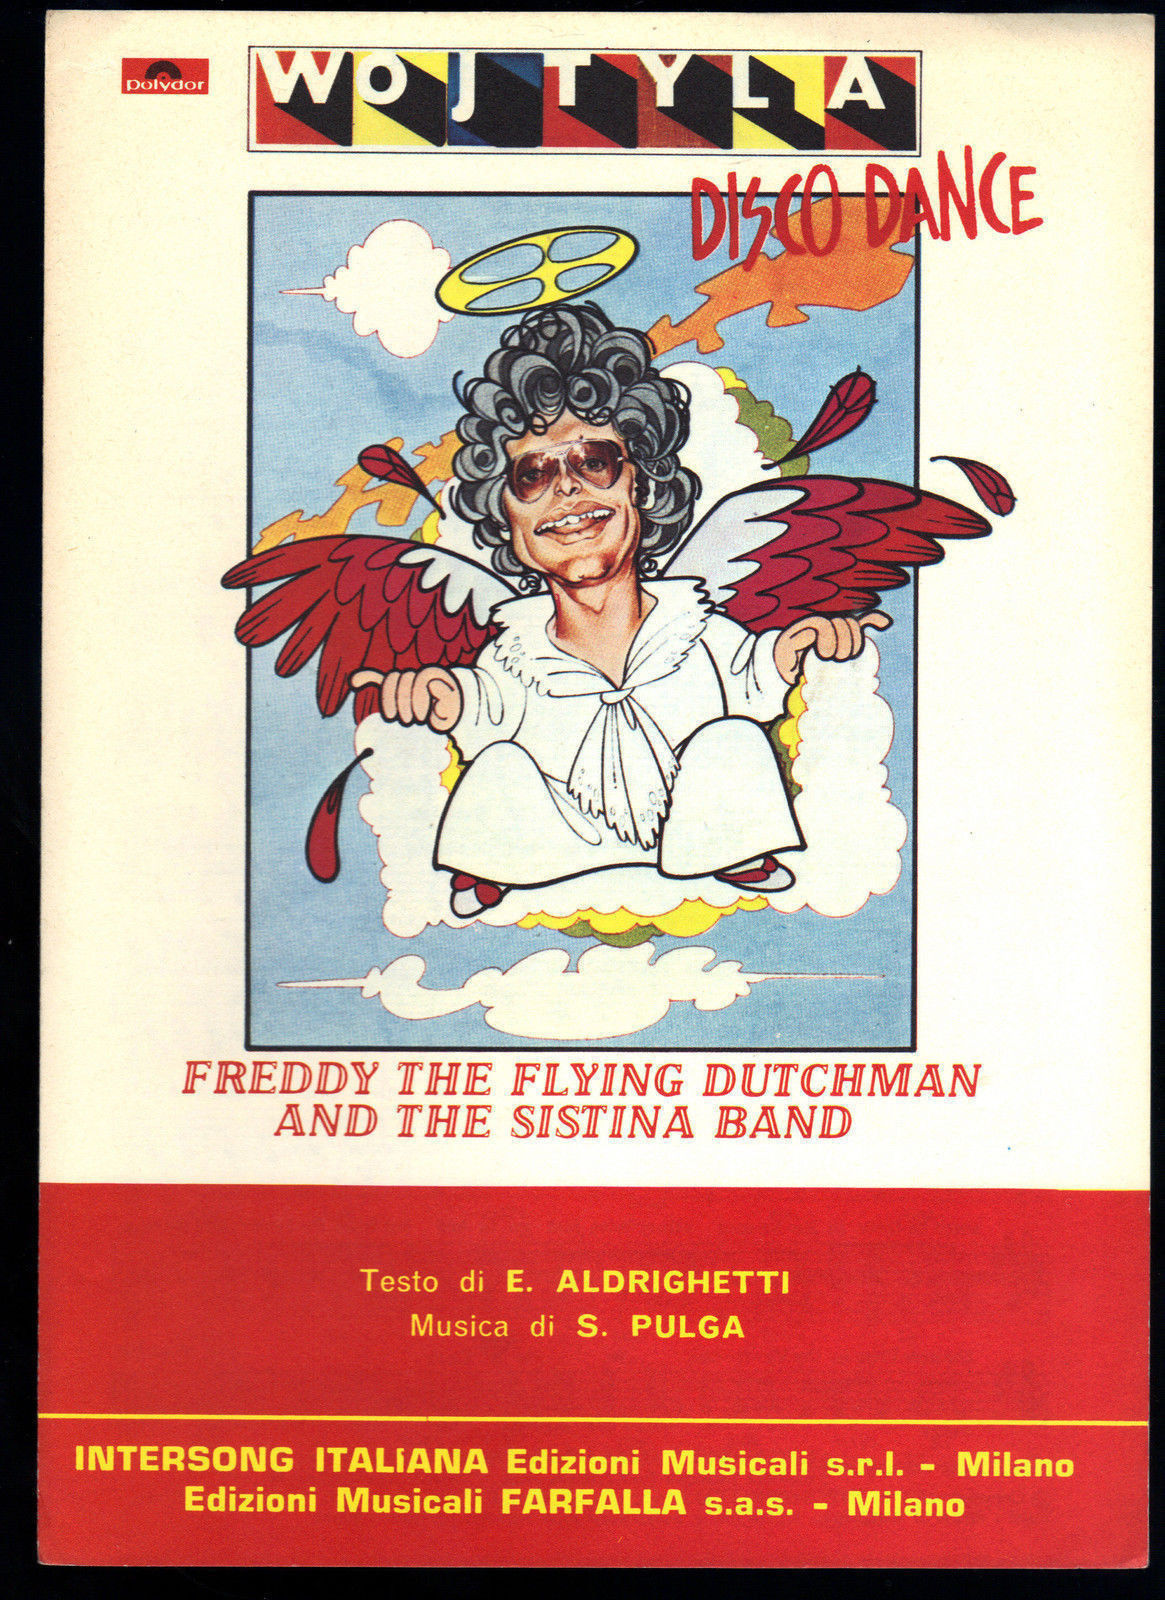 polydor
WOJTYLA
DISCO DANCE
FREDDY THE FLYING DUTCHMAN
AND THE SISTINA BAND
Testo di E. ALDRIGHETTI
Musica di S. PULGA
INTERSONG ITALIANA Edizioni Musicali s.r.l. - Milano
Edizioni Musicali FARFALLA s.a.s. - Milano